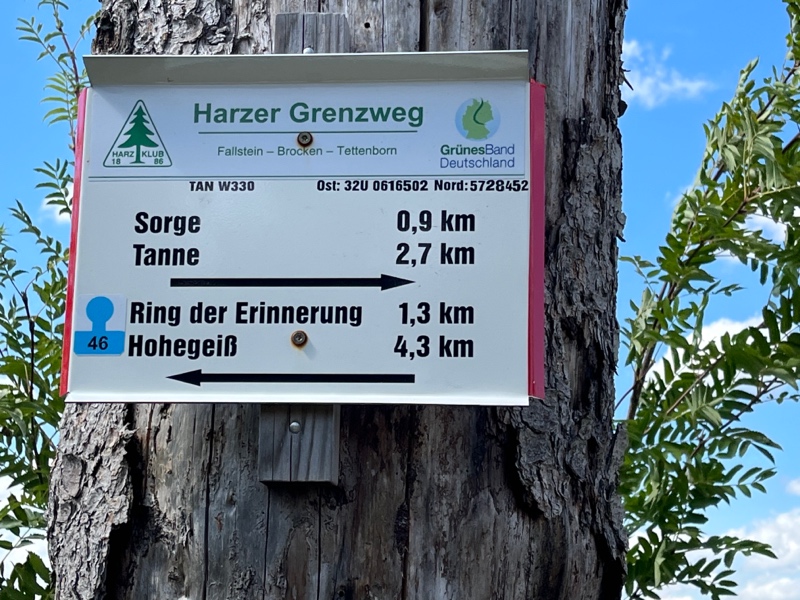 Harzer Grenzweg
Fallstein – Brocken – Tettenborn
HARZ KLUB
18 86
GrünesBand
Deutschland
TAN W330 Ost: 32U 0616502 Nord: 5728452
Sorge 0,9 km
Tanne 2,7 km
Ring der Erinnerung 1,3 km
46 Hohegeiß 4,3 km